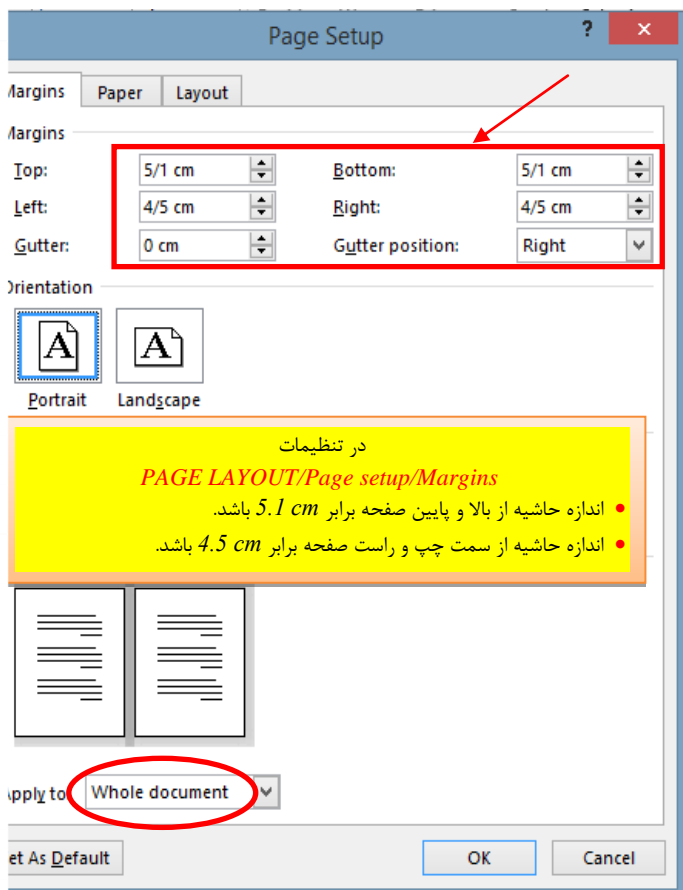 Page Setup ?
Margins Paper Layout
Margins
Top: 5/1 cm Bottom: 5/1 cm
Left: 4/5 cm Right: 4/5 cm
Gutter: 0 cm Gutter position: Right
Orientation
A A
Portrait Landscape
در تنظیمات
PAGE LAYOUT/Page setup/Margins
• اندازه حاشیه از بالا و پایین صفحه برابر 5.1 cm باشد.
• اندازه حاشیه از سمت چپ و راست صفحه برابر 4.5 cm باشد.
Apply to Whole document
et As Default OK Cancel